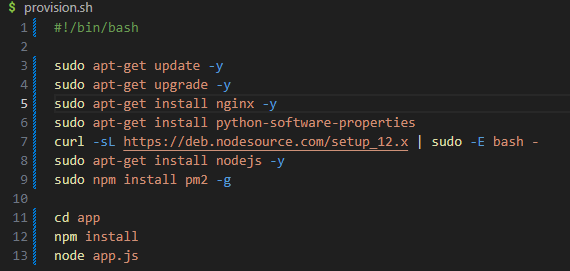 $ provision.sh
1 #!/bin/bash
2
3 sudo apt-get update -y
4 sudo apt-get upgrade -y
5 sudo apt-get install nginx -y
6 sudo apt-get install python-software-properties
7 curl -sL https://deb.nodesource.com/setup_12.x | sudo -E bash -
8 sudo apt-get install nodejs -y
9 sudo npm install pm2 -g
10
11 cd app
12 npm install
13 node app.js